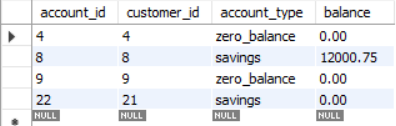 account_id customer_id account_type balance
4 4 zero_balance 0.00
8 8 savings 12000.75
9 9 zero_balance 0.00
22 21 savings 0.00
NULL NULL NULL NULL